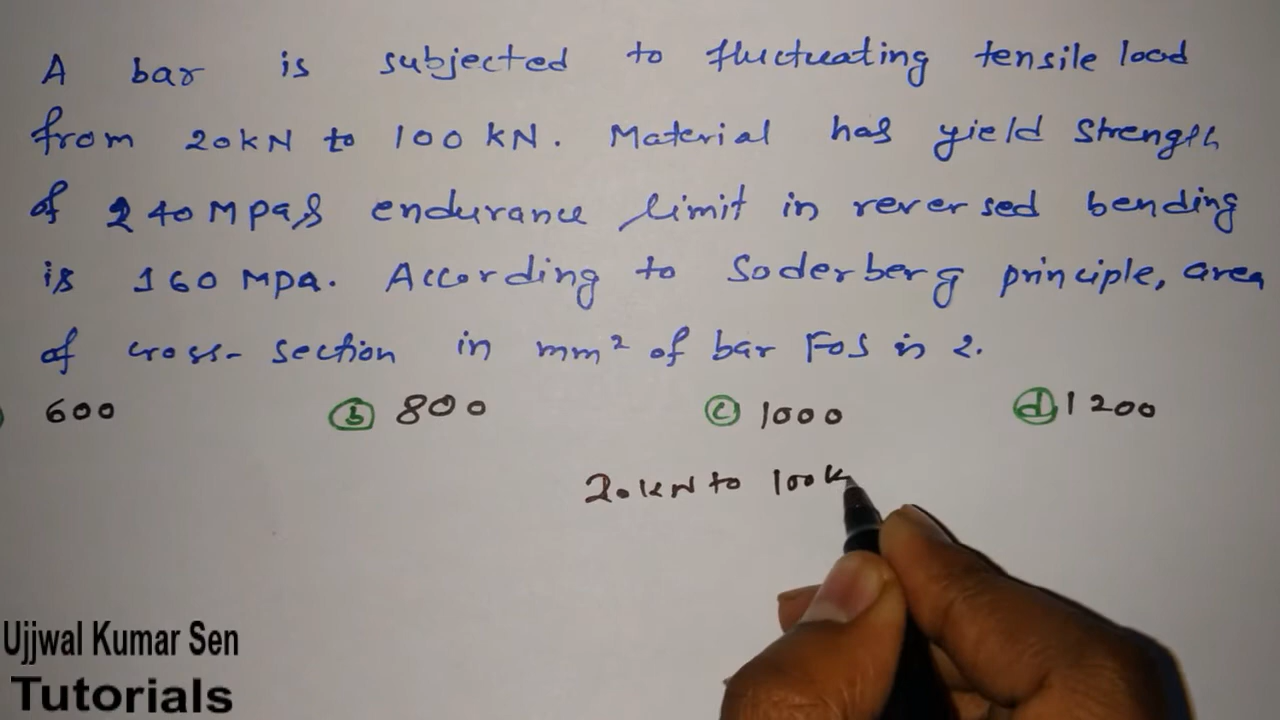 A bar is subjected to fluctuating tensile load
from 20kN to 100 kN. Material has yield strength
of 240 Mpa & endurance limit in reversed bending
is 160 Mpa. According to Soderberg principle, area
of cross-section in mm² of bar FOS is 2.
600 (b) 800 (c) 1000 (d) 1200
20kN to 100k
Ujjwal Kumar Sen
Tutorials